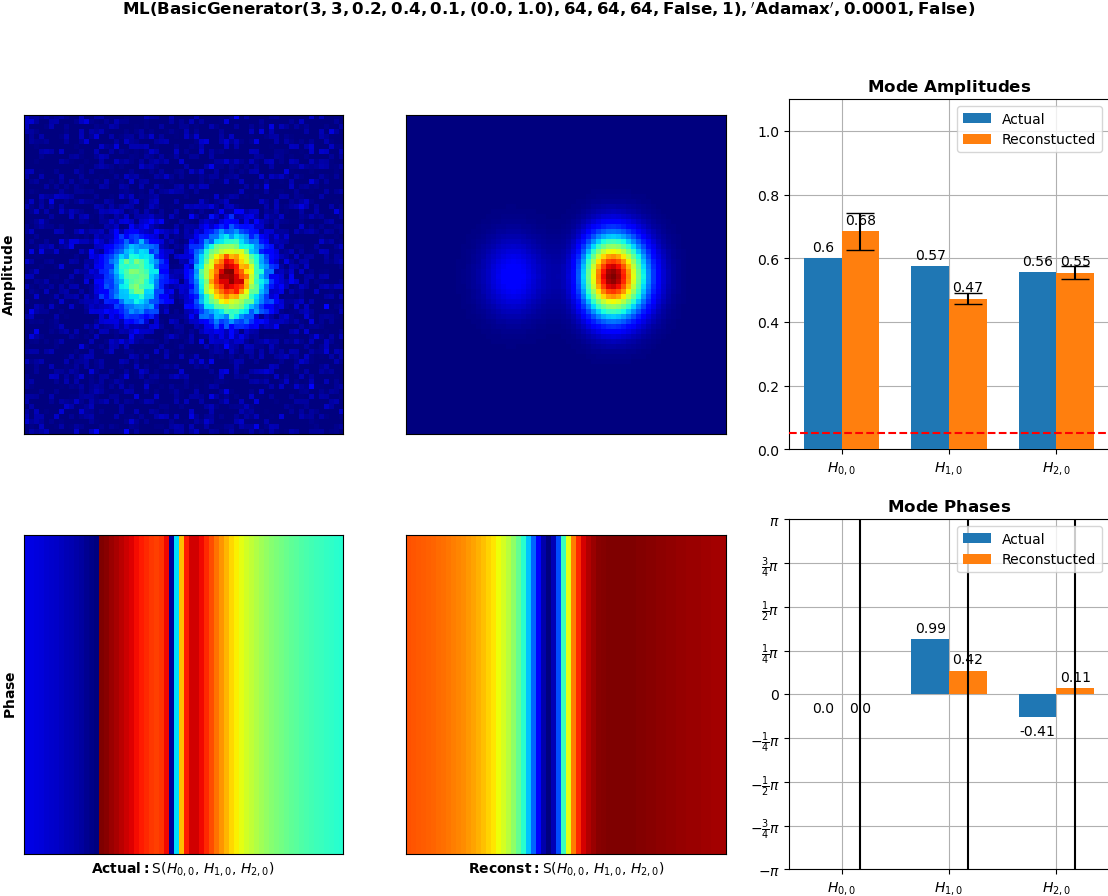 ML(BasicGenerator(3, 3, 0.2, 0.4, 0.1, (0.0, 1.0), 64, 64, 64, False, 1), 'Adamax', 0.0001, False)
Mode Amplitudes
Amplitude
1.0
0.8
0.6
0.4
0.2
0.0
Actual
Reconstucted
0.6
0.68
0.57
0.47
0.56
0.55
H0,0
H1,0
H2,0
Mode Phases
Phase
π
3/4π
1/2π
1/4π
0
−1/4π
−1/2π
−3/4π
−π
Actual
Reconstucted
0.0
0.0
0.99
0.42
-0.41
0.11
H0,0
H1,0
H2,0
Actual: S(H0,0, H1,0, H2,0)
Reconst: S(H0,0, H1,0, H2,0)